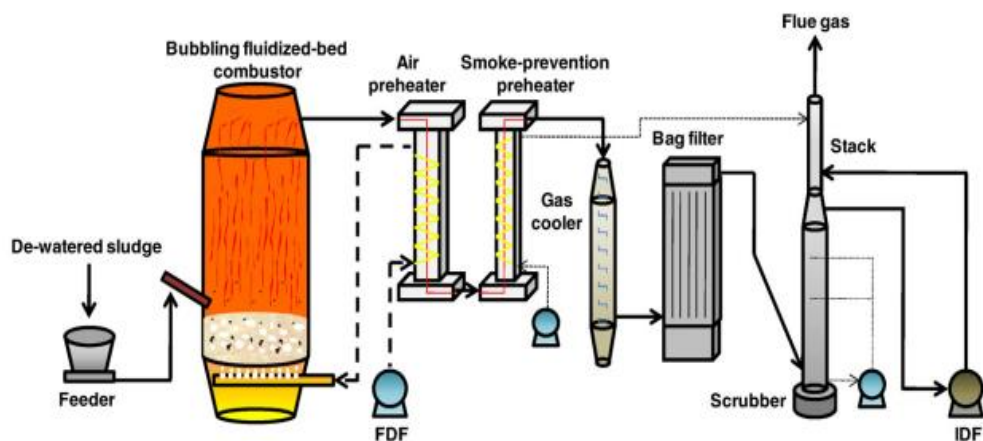 Flue gas
Bubbling fluidized-bed
combustor
Air
preheater
Smoke-prevention
preheater
Bag filter
Stack
Gas
cooler
De-watered sludge
Feeder
FDF
Scrubber
IDF